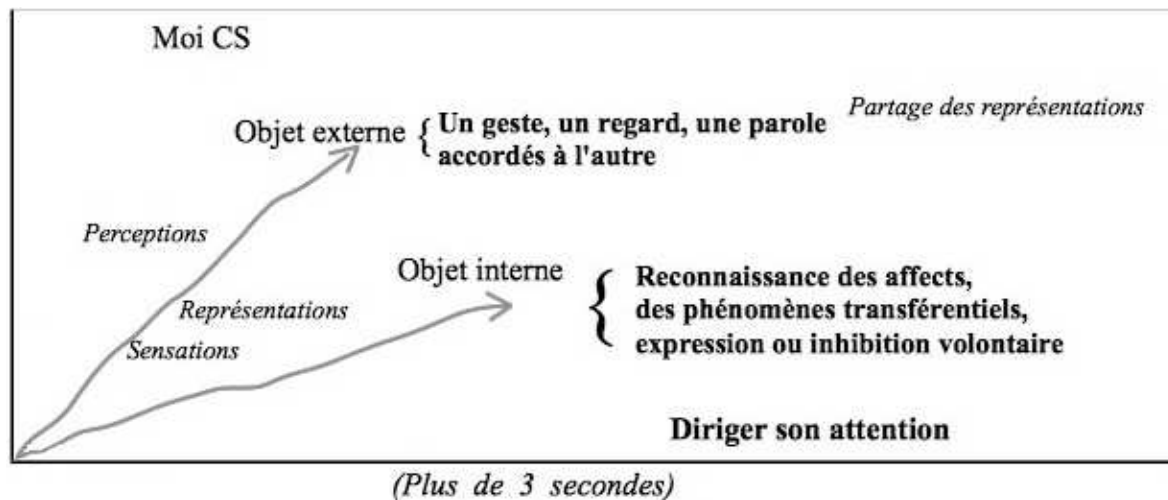 Moi CS
Partage des représentations
Objet externe { Un geste, un regard, une parole
accordés à l'autre
Perceptions
Objet interne { Reconnaissance des affects,
des phénomènes transférentiels,
expression ou inhibition volontaire
Représentations
Sensations
Diriger son attention
(Plus de 3 secondes)